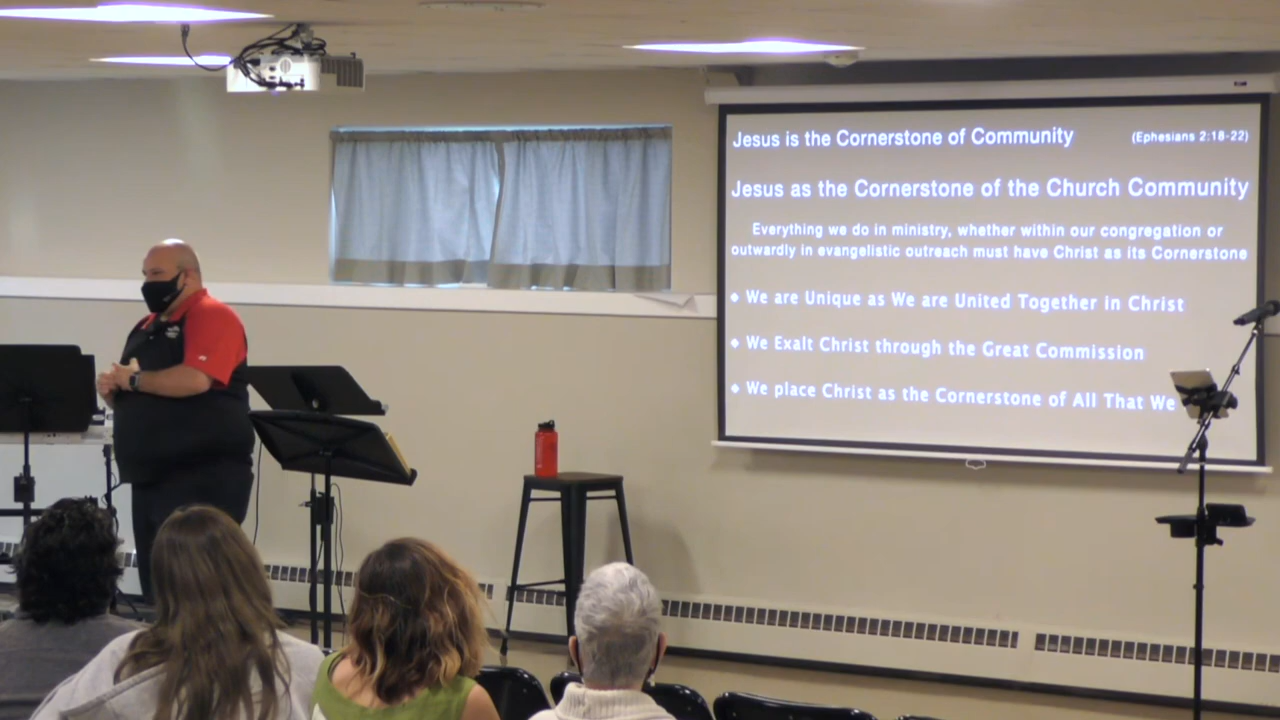 Jesus is the Cornerstone of Community (Ephesians 2:18-22)
Jesus as the Cornerstone of the Church Community
Everything we do in ministry, whether within our congregation or
outwardly in evangelistic outreach must have Christ as its Cornerstone
• We are Unique as We are United Together in Christ
• We Exalt Christ through the Great Commission
• We place Christ as the Cornerstone of All That We